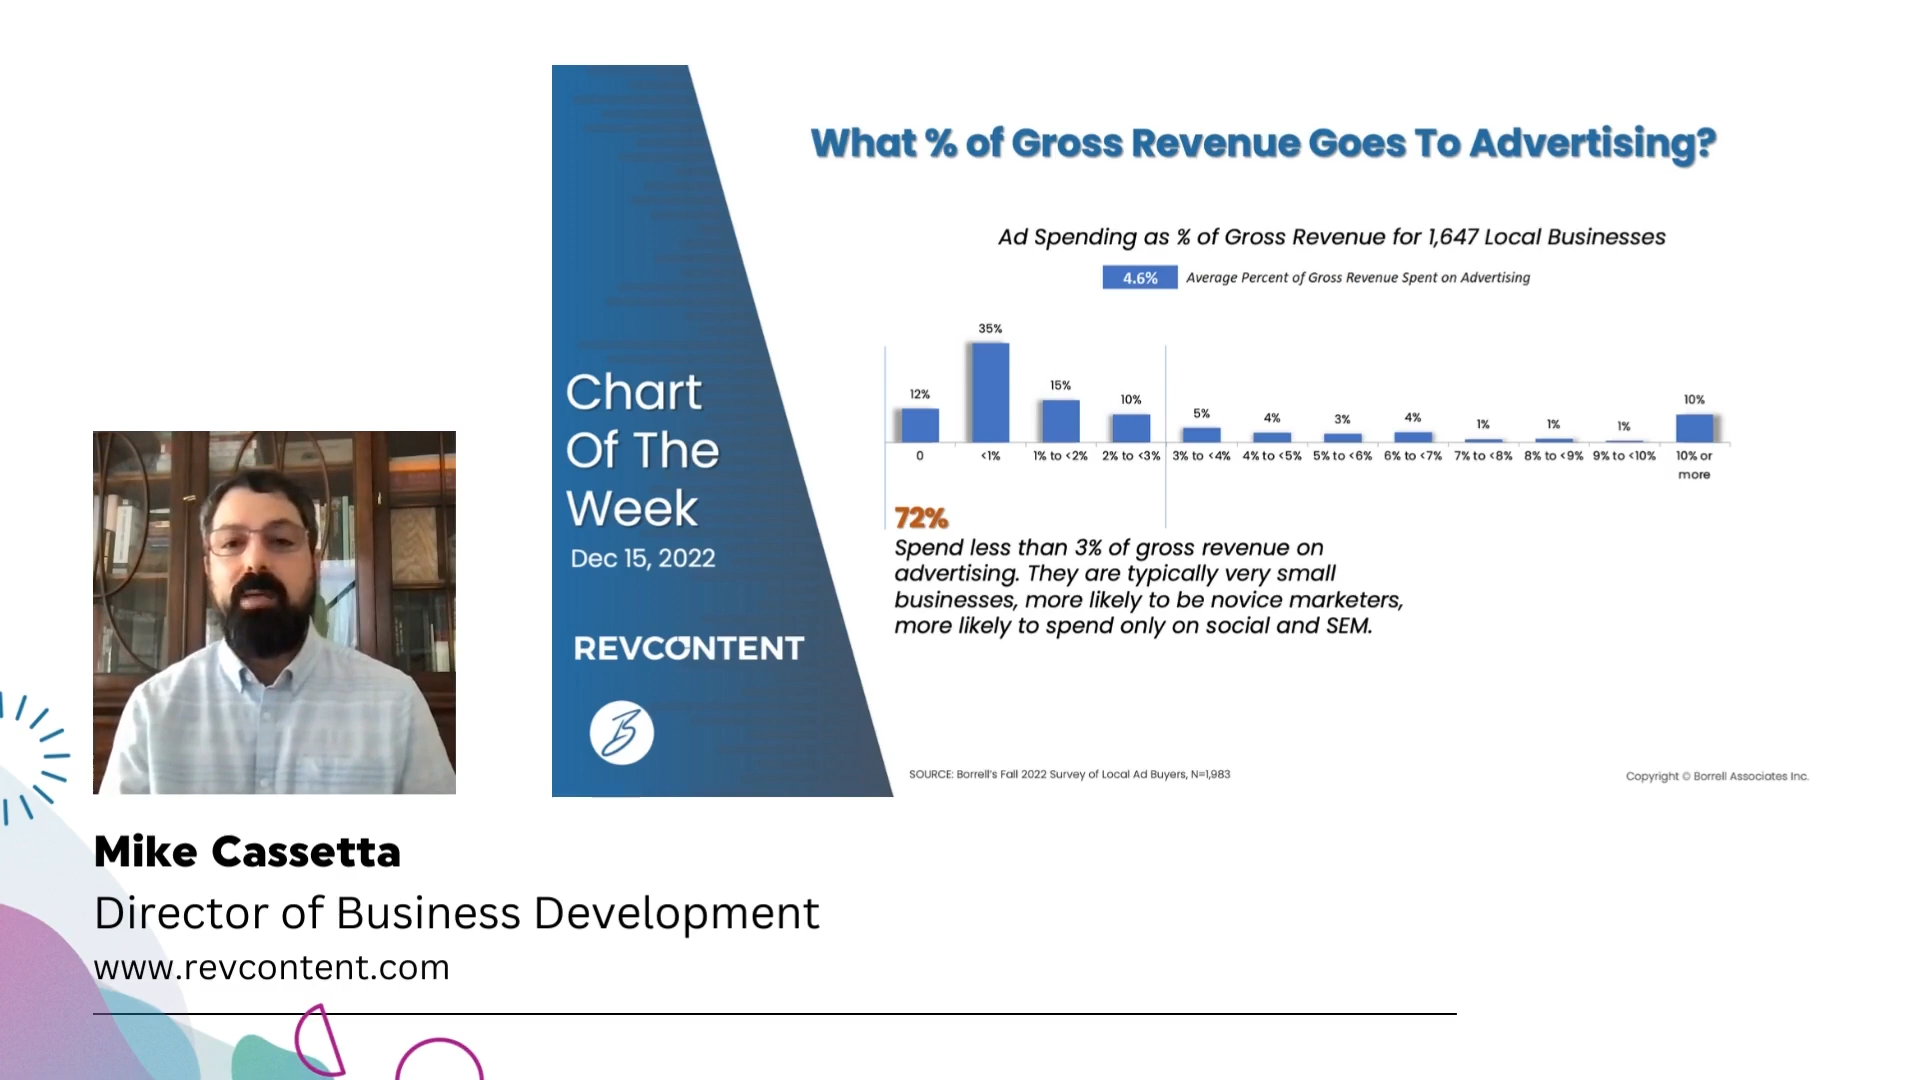 What % of Gross Revenue Goes To Advertising?
Ad Spending as % of Gross Revenue for 1,647 Local Businesses
4.6% Average Percent of Gross Revenue Spent on Advertising
35%
12%
15%
10%
5%
4%
3%
4%
1%
1%
1%
10%
0 <1% 1% to <2% 2% to <3% 3% to <4% 4% to <5% 5% to <6% 6% to <7% 7% to <8% 8% to <9% 9% to <10% 10% or
more
72%
Spend less than 3% of gross revenue on
advertising. They are typically very small
businesses, more likely to be novice marketers,
more likely to spend only on social and SEM.
Chart
Of The
Week
Dec 15, 2022
REVCONTENT
B
SOURCE: Borrell's Fall 2022 Survey of Local Ad Buyers, N=1,983
Copyright © Borrell Associates Inc.
Mike Cassetta
Director of Business Development
www.revcontent.com